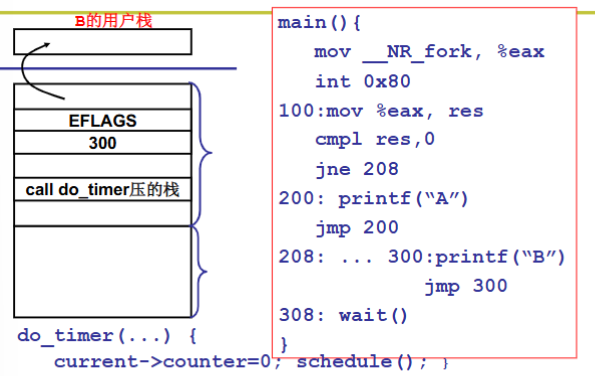 B的用户栈
EFLAGS
300
call do_timer压的栈
main(){
mov __NR_fork, %eax
int 0x80
100:mov %eax, res
cmpl res,0
jne 208
200: printf(“A”)
jmp 200
208: ... 300:printf(“B”)
jmp 300
308: wait()
}
do_timer(...) {
current->counter=0; schedule(); }